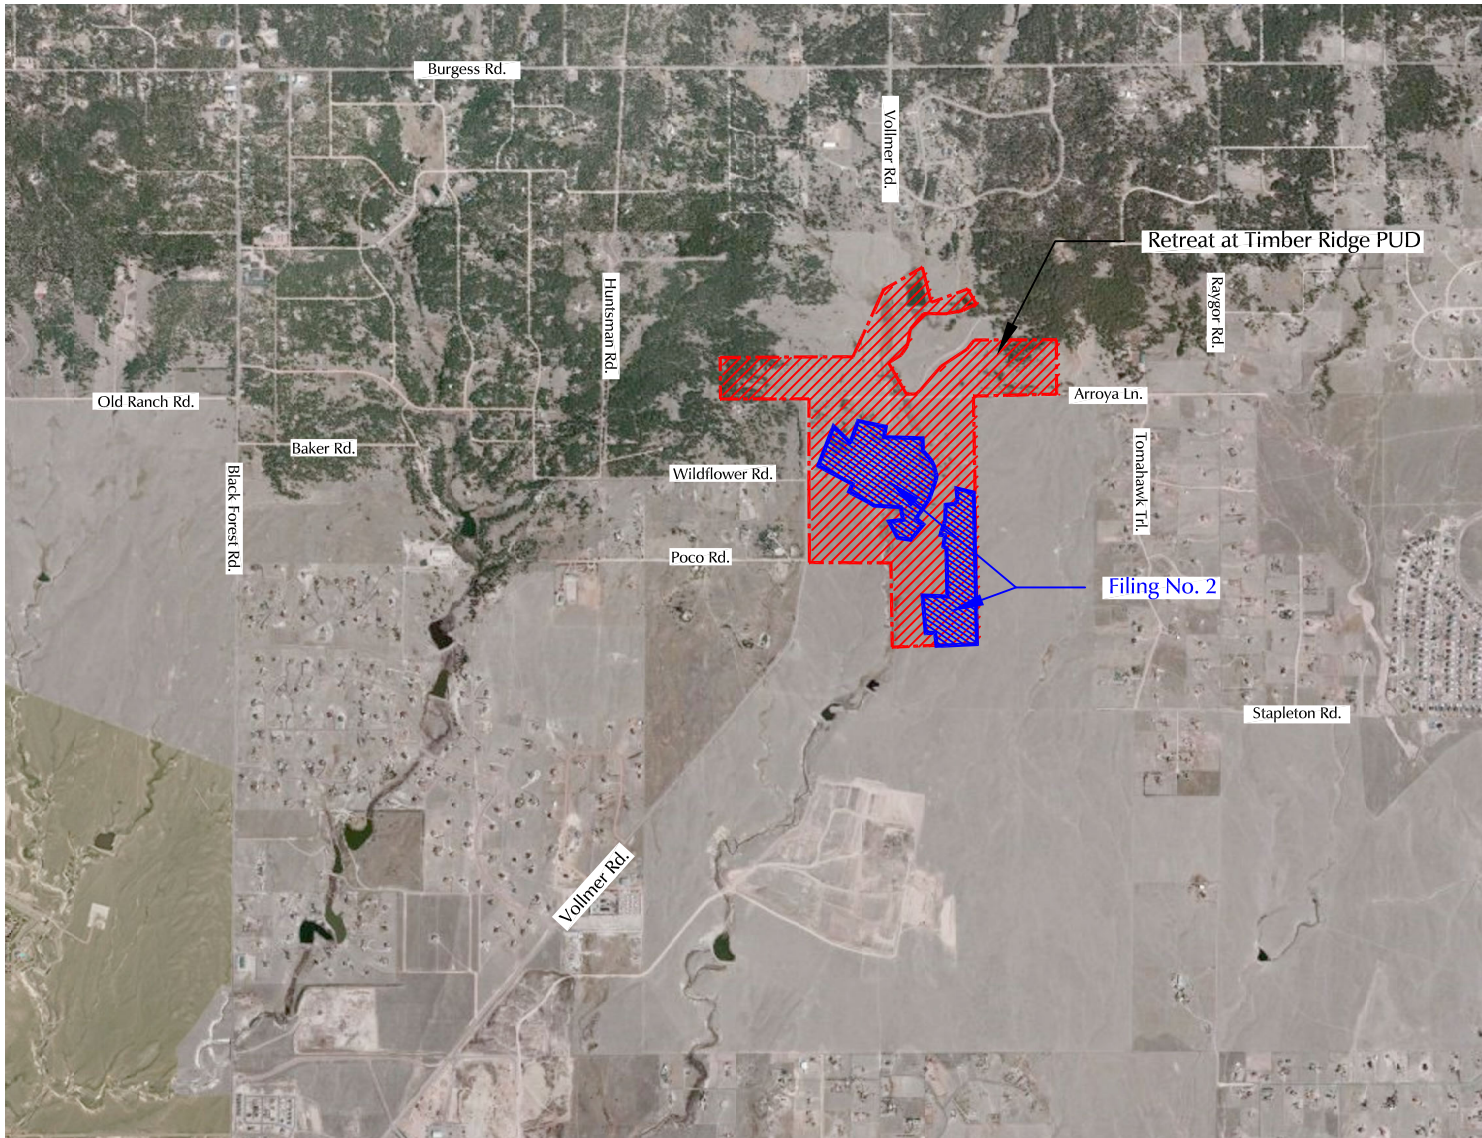 Burgess Rd.
Vollmer Rd.
Retreat at Timber Ridge PUD
Huntsman Rd.
Raygor Rd.
Old Ranch Rd.
Arroya Ln.
Baker Rd.
Tomahawk Trl.
Black Forest Rd.
Wildflower Rd.
Poco Rd.
Filing No. 2
Stapleton Rd.
Vollmer Rd.